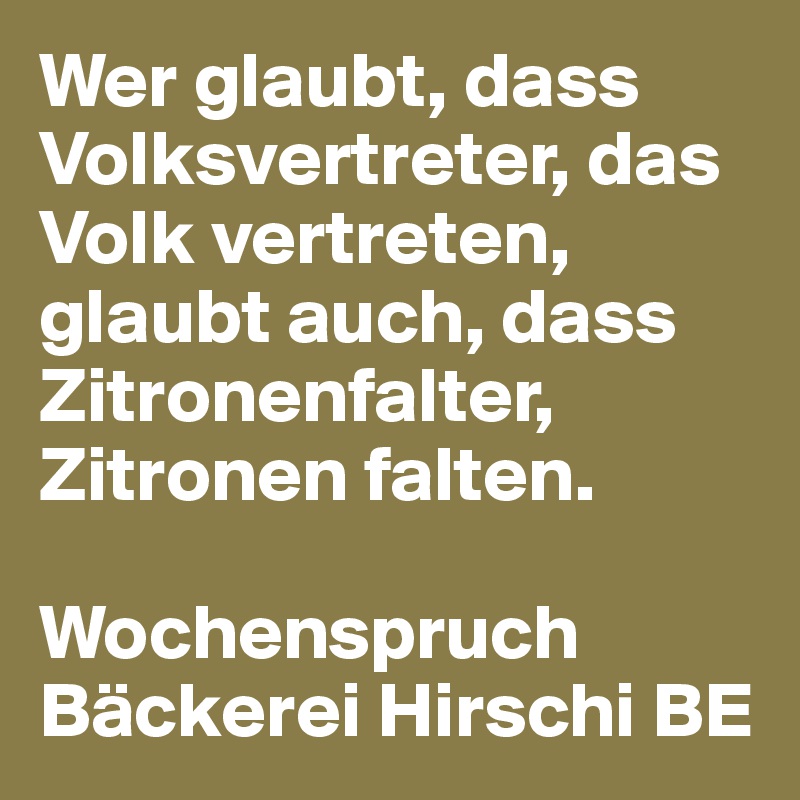 Wer glaubt, dass
Volksvertreter, das
Volk vertreten,
glaubt auch, dass
Zitronenfalter,
Zitronen falten.
Wochenspruch
Bäckerei Hirschi BE